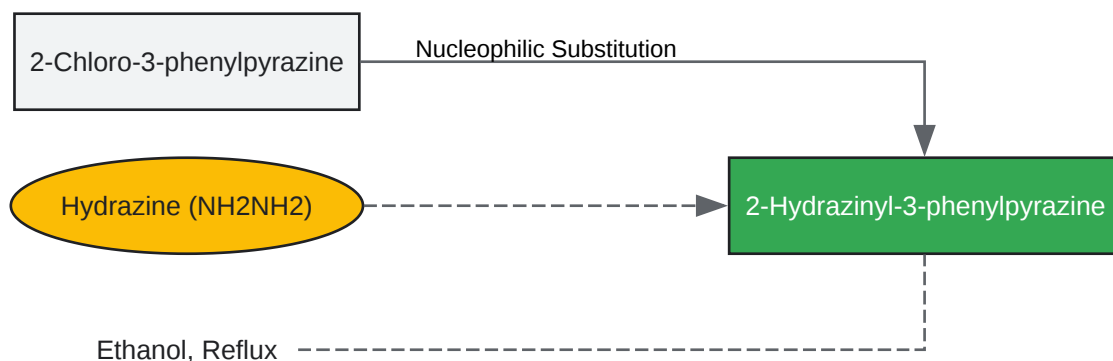 2-Chloro-3-phenylpyrazine
Nucleophilic Substitution
Hydrazine (NH2NH2)
2-Hydrazinyl-3-phenylpyrazine
Ethanol, Reflux